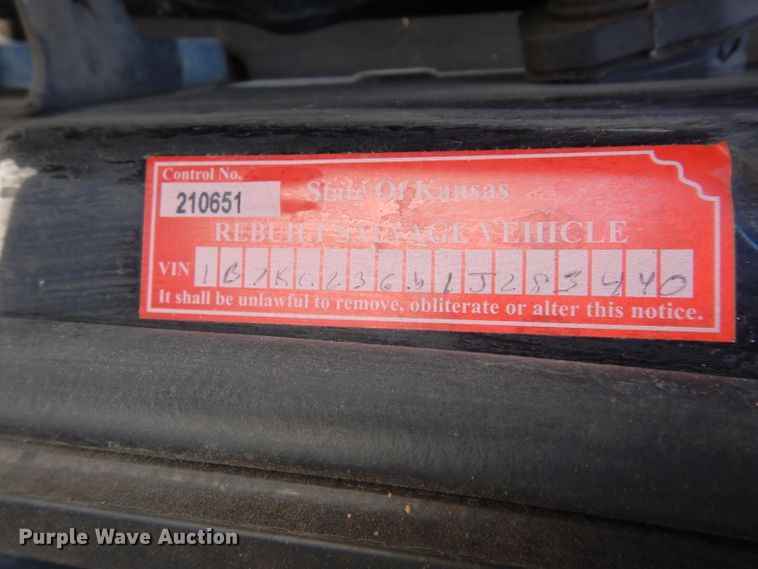 Control No.
210651
State Of Kansas
REBUILT SALVAGE VEHICLE
VIN 1B7KC236W1J283440
It shall be unlawful to remove, obliterate or alter this notice.
Purple Wave Auction